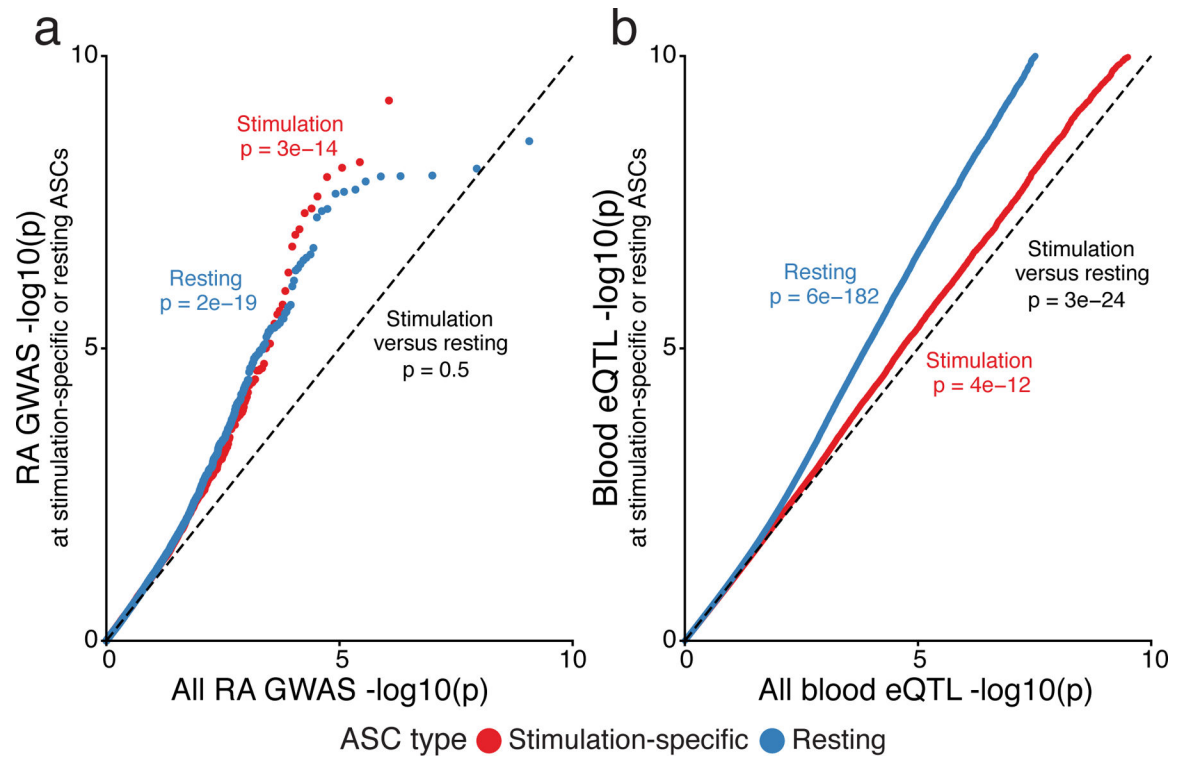 a
10
5
0
0
5
10
RA GWAS -log10(p)
at stimulation-specific or resting ASCs
Stimulation
p = 3e−14
Resting
p = 2e−19
Stimulation
versus resting
p = 0.5
All RA GWAS -log10(p)
b
10
5
0
0
5
10
Blood eQTL -log10(p)
at stimulation-specific or resting ASCs
Resting
p = 6e−182
Stimulation
versus resting
p = 3e−24
Stimulation
p = 4e−12
All blood eQTL -log10(p)
ASC type Stimulation-specific Resting